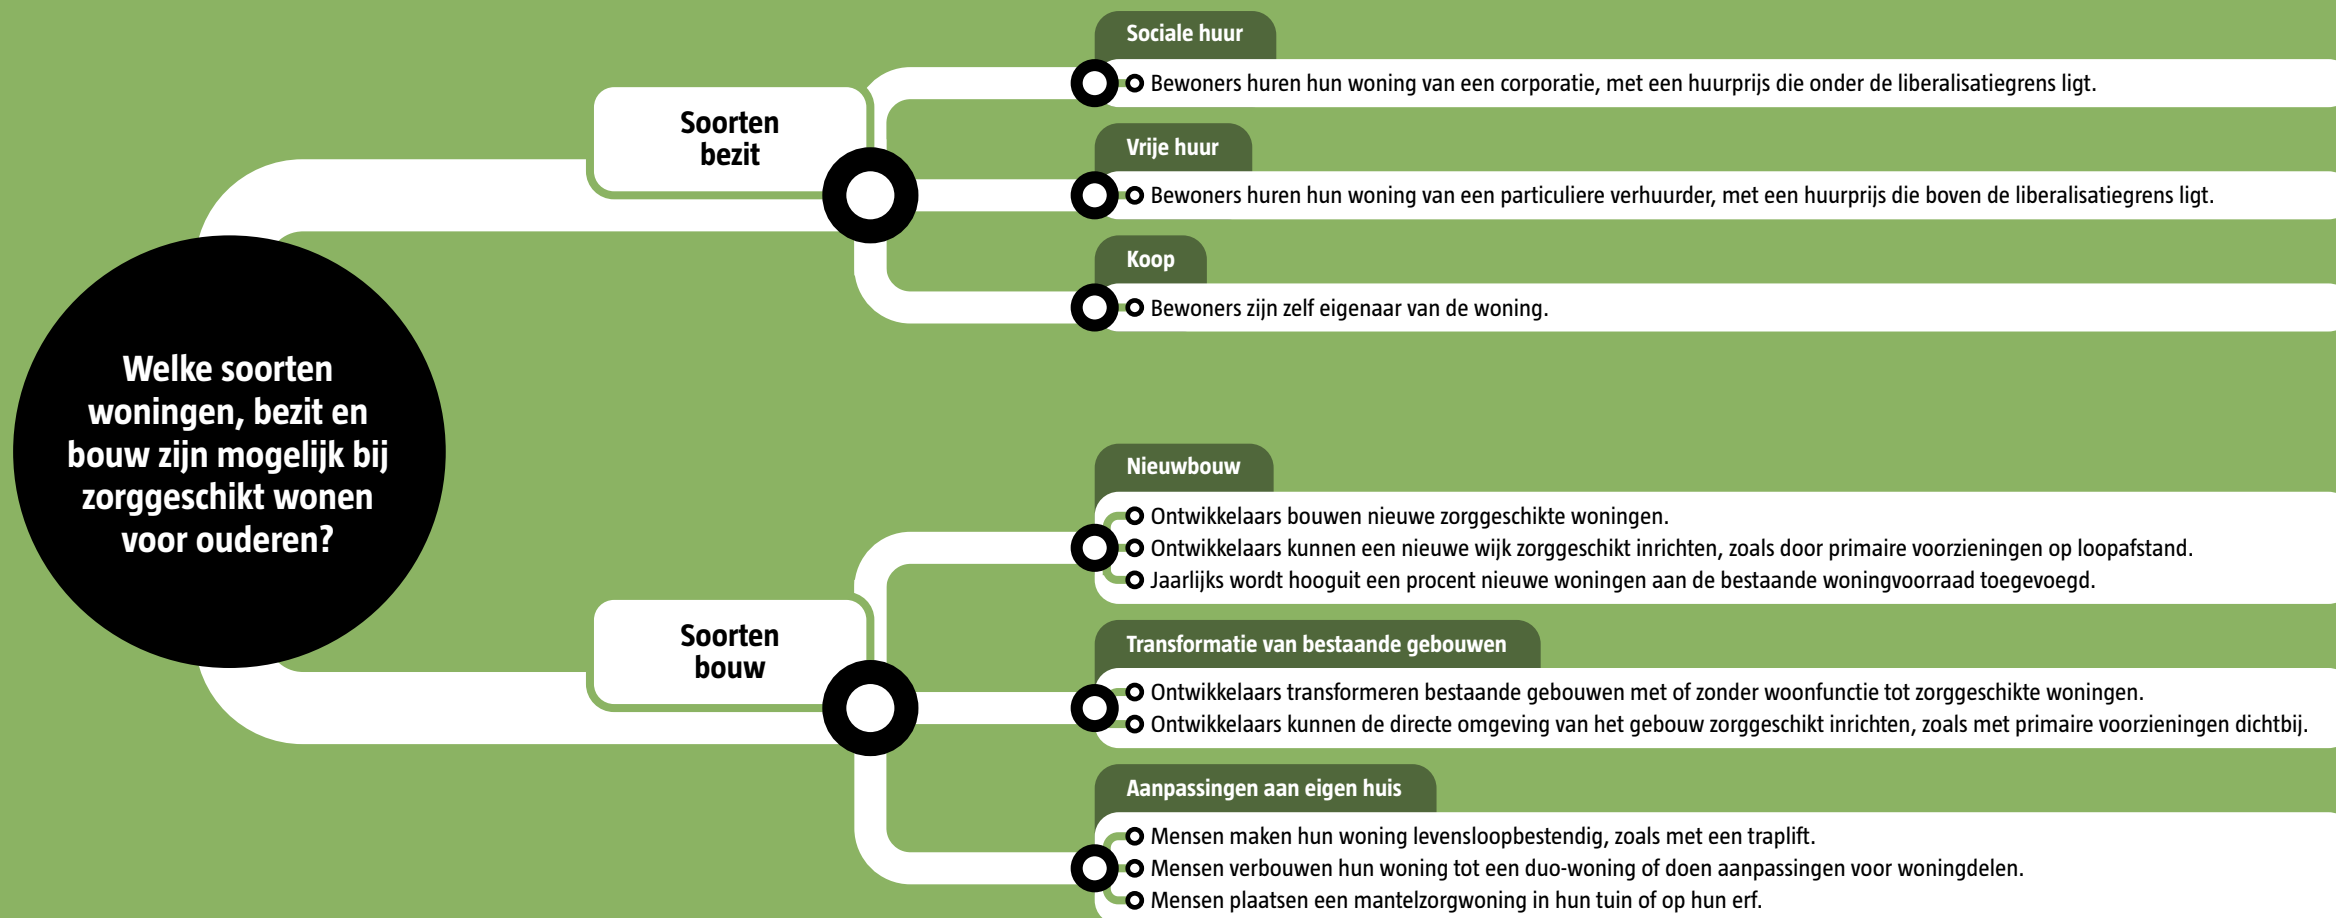 Welke soorten
woningen, bezit en
bouw zijn mogelijk bij
zorggeschikt wonen
voor ouderen?
Soorten
bezit
Sociale huur
Bewoners huren hun woning van een corporatie, met een huurprijs die onder de liberalisatiegrens ligt.
Vrije huur
Bewoners huren hun woning van een particuliere verhuurder, met een huurprijs die boven de liberalisatiegrens ligt.
Koop
Bewoners zijn zelf eigenaar van de woning.
Soorten
bouw
Nieuwbouw
Ontwikkelaars bouwen nieuwe zorggeschikte woningen.
Ontwikkelaars kunnen een nieuwe wijk zorggeschikt inrichten, zoals door primaire voorzieningen op loopafstand.
Jaarlijks wordt hooguit een procent nieuwe woningen aan de bestaande woningvoorraad toegevoegd.
Transformatie van bestaande gebouwen
Ontwikkelaars transformeren bestaande gebouwen met of zonder woonfunctie tot zorggeschikte woningen.
Ontwikkelaars kunnen de directe omgeving van het gebouw zorggeschikt inrichten, zoals met primaire voorzieningen dichtbij.
Aanpassingen aan eigen huis
Mensen maken hun woning levensloopbestendig, zoals met een traplift.
Mensen verbouwen hun woning tot een duo-woning of doen aanpassingen voor woningdelen.
Mensen plaatsen een mantelzorgwoning in hun tuin of op hun erf.